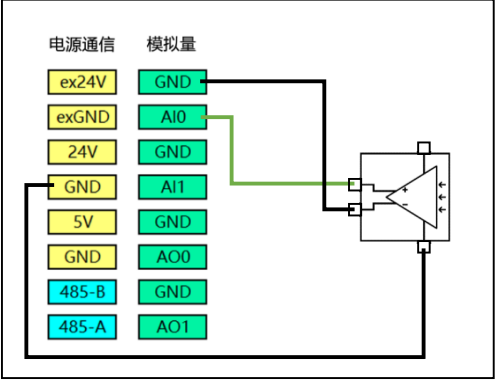 电源通信 模拟量
ex24V GND
exGND AI0
24V GND
GND AI1
5V GND
GND AO0
485-B GND
485-A AO1
+
−